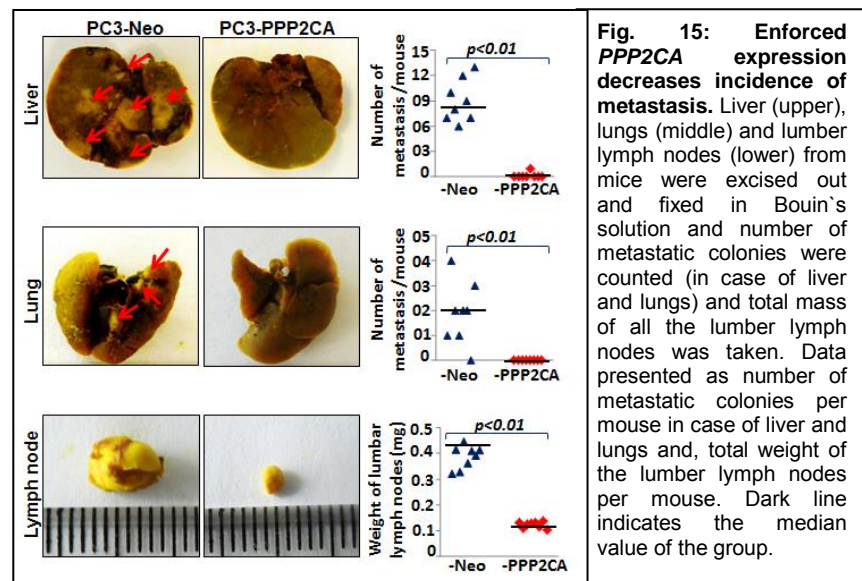 PC3-Neo PC3-PPP2CA
Liver
Number of
metastasis/mouse
15
12
09
06
03
0
p<0.01
-Neo -PPP2CA
Lung
Number of
metastasis/mouse
05
04
03
02
01
0
p<0.01
-Neo -PPP2CA
Lymph node
Weight of lumbar
lymph nodes (mg)
0.5
0.4
0.3
0.2
0.1
0
p<0.01
-Neo -PPP2CA
Fig. 15: Enforced
PPP2CA expression
decreases incidence of
metastasis. Liver (upper),
lungs (middle) and lumber
lymph nodes (lower) from
mice were excised out
and fixed in Bouin`s
solution and number of
metastatic colonies were
counted (in case of liver
and lungs) and total mass
of all the lumber lymph
nodes was taken. Data
presented as number of
metastatic colonies per
mouse in case of liver and
lungs and, total weight of
the lumber lymph nodes
per mouse. Dark line
indicates the median
value of the group.